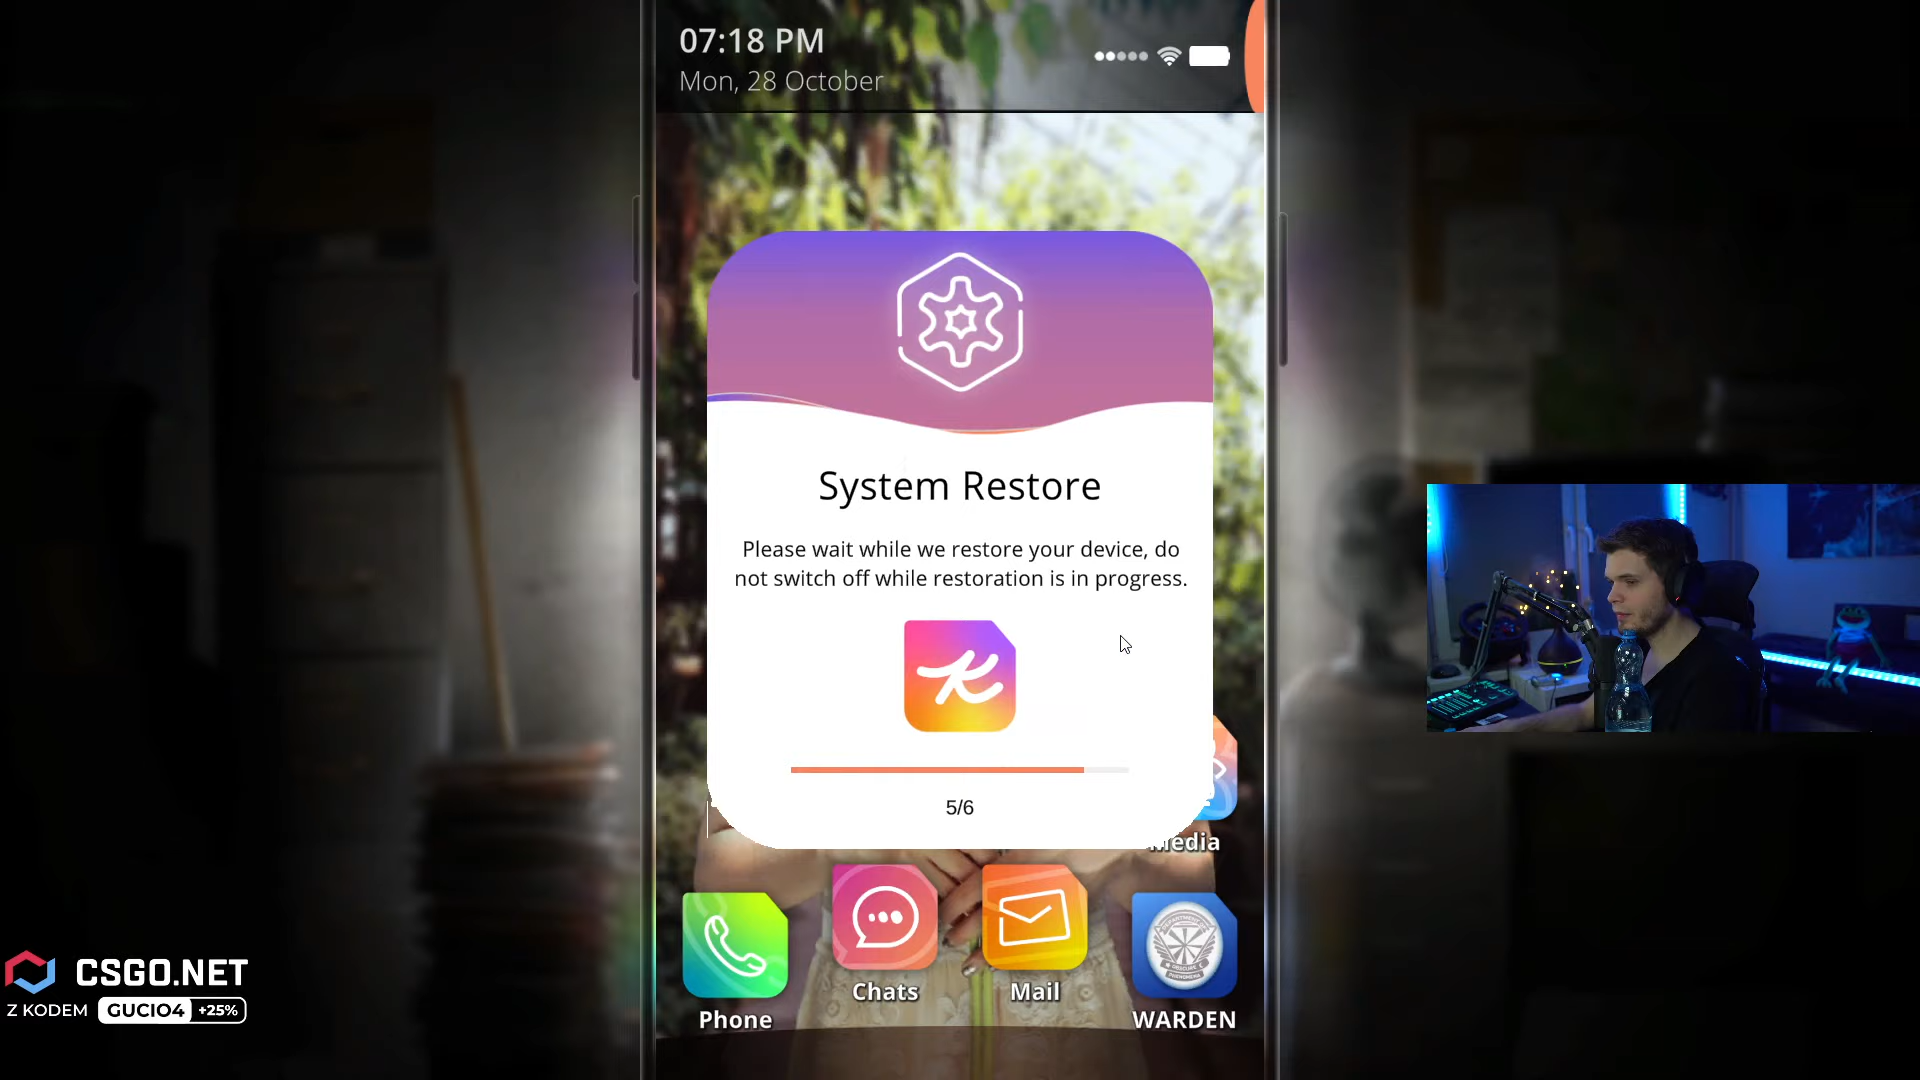 07:18 PM
Mon, 28 October
System Restore
Please wait while we restore your device, do
not switch off while restoration is in progress.
5/6
Media
Chats
Mail
Phone
WARDEN
CSGO.NET
Z KODEM GUCIO4 +25%